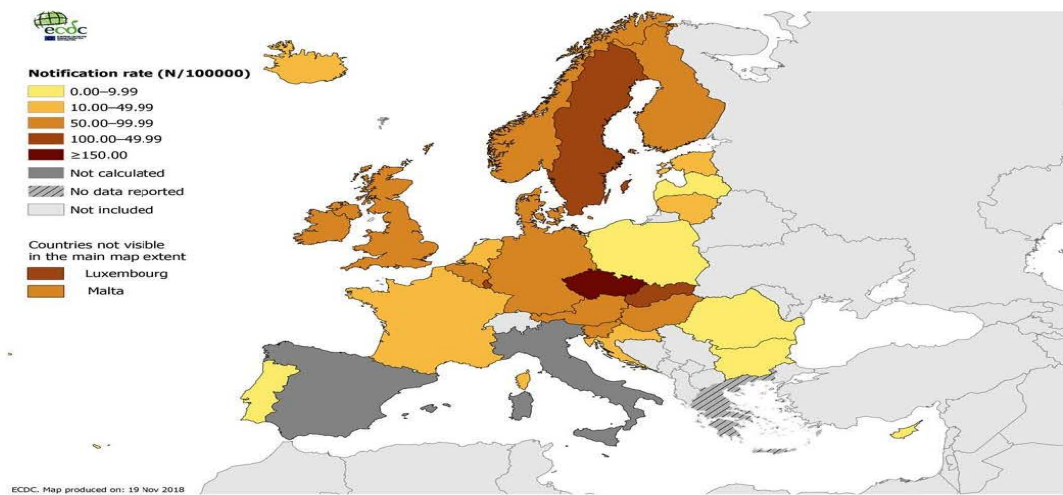 ecdc
Notification rate (N/100000)
0.00–9.99
10.00–49.99
50.00–99.99
100.00–49.99
≥150.00
Not calculated
No data reported
Not included
Countries not visible
in the main map extent
Luxembourg
Malta
ECDC. Map produced on: 19 Nov 2018